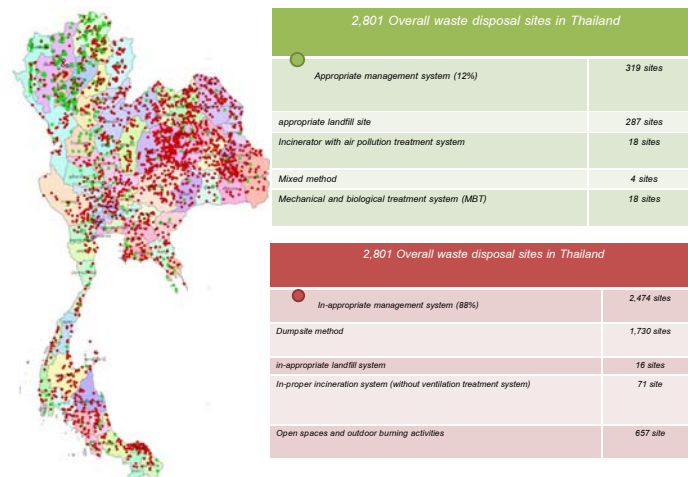 2,801 Overall waste disposal sites in Thailand
Appropriate management system (12%)
319 sites
appropriate landfill site
287 sites
Incinerator with air pollution treatment system
18 sites
Mixed method
4 sites
Mechanical and biological treatment system (MBT)
18 sites
2,801 Overall waste disposal sites in Thailand
In-appropriate management system (88%)
2,474 sites
Dumpsite method
1,730 sites
in-appropriate landfill system
16 sites
In-proper incineration system (without ventilation treatment system)
71 site
Open spaces and outdoor burning activities
657 site